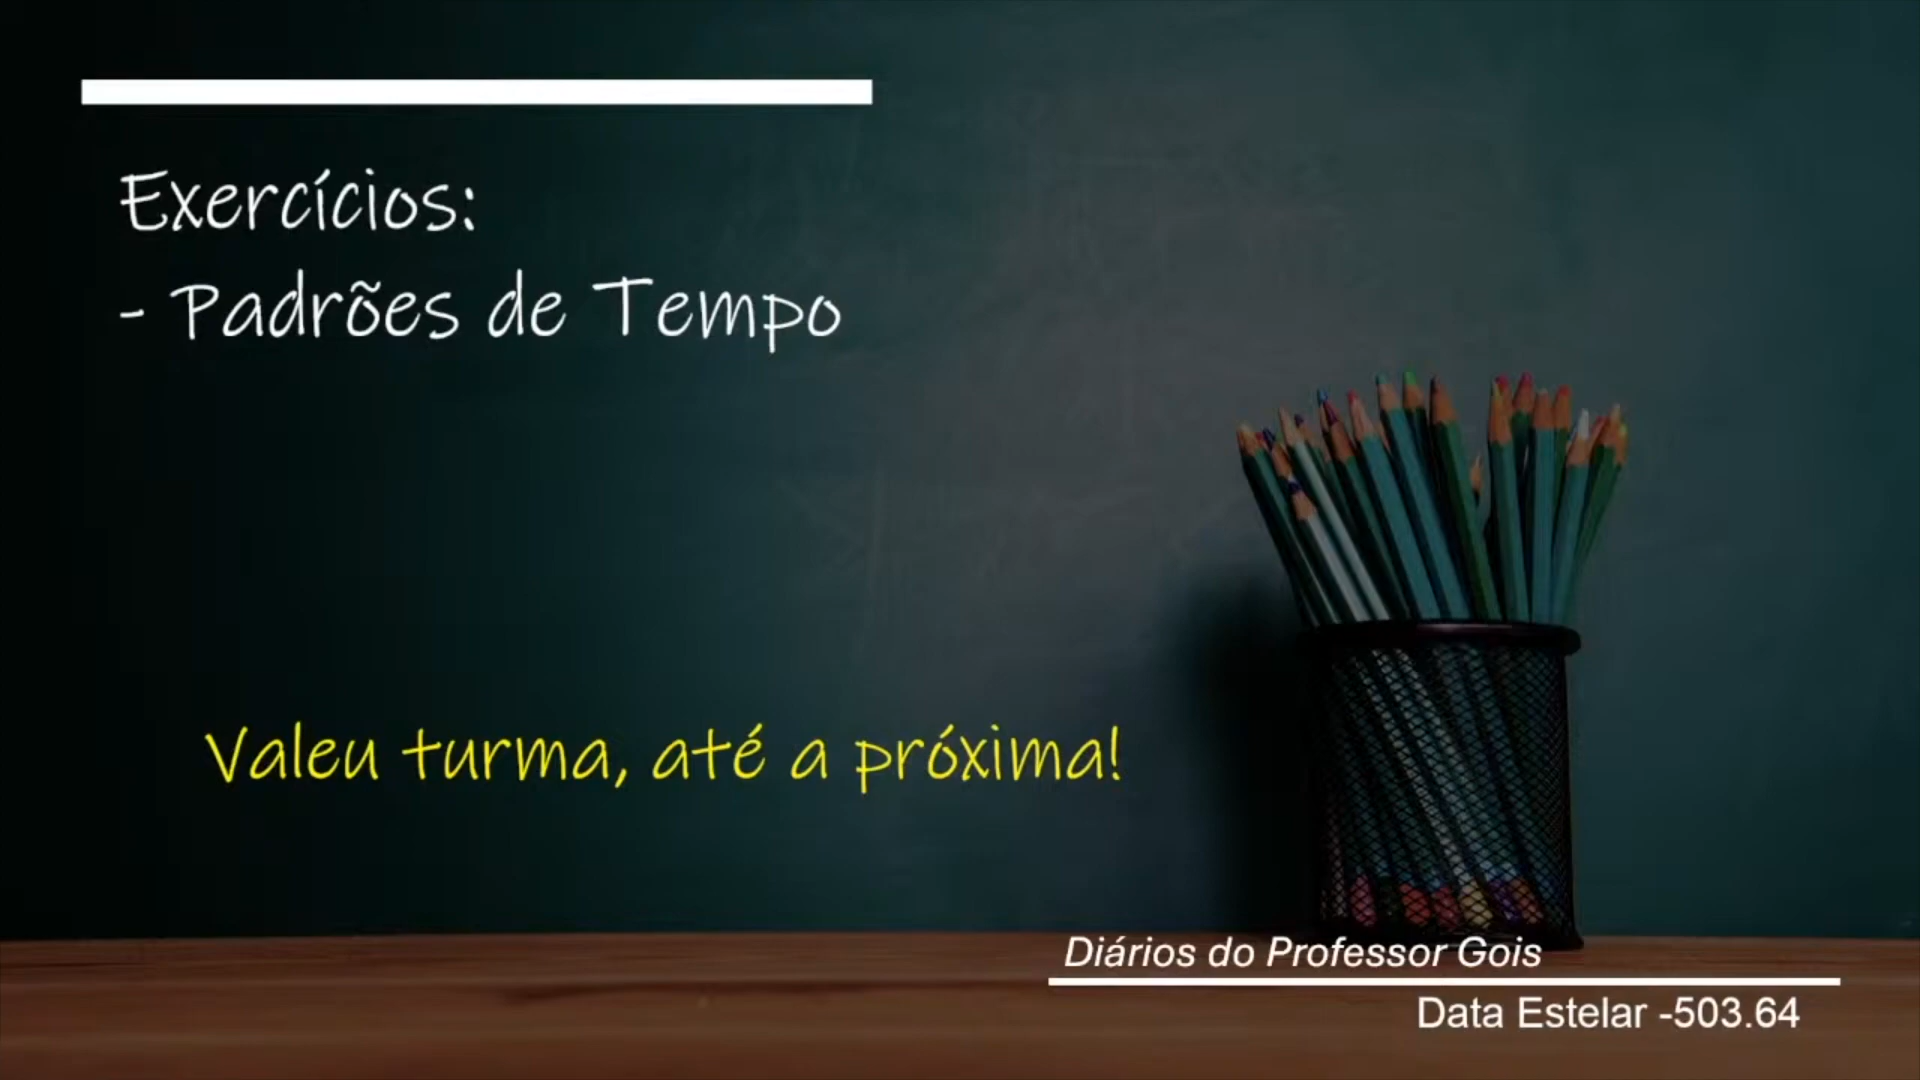 Exercícios:
- Padrões de Tempo
Valeu turma, até a próxima!
Diários do Professor Gois
Data Estelar -503.64